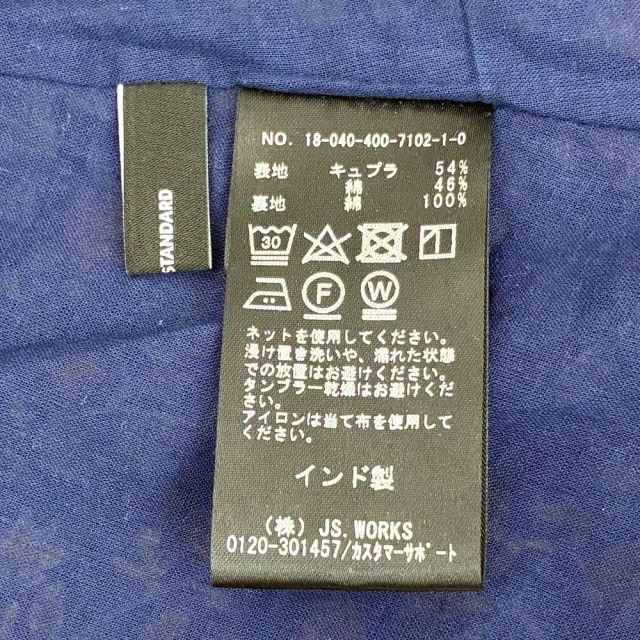 STANDARD
NO. 18-040-400-7102-1-0
表地 キュプラ 54%
綿 46%
裏地 綿 100%
30
F W
ネットを使用してください。
浸け置き洗いや、濡れた状態
での放置はお避けください。
タンブラー乾燥はお避けくだ
さい。
アイロンは当て布を使用して
ください。
インド製
(株) JS.WORKS
0120-301457/カスタマーサポート